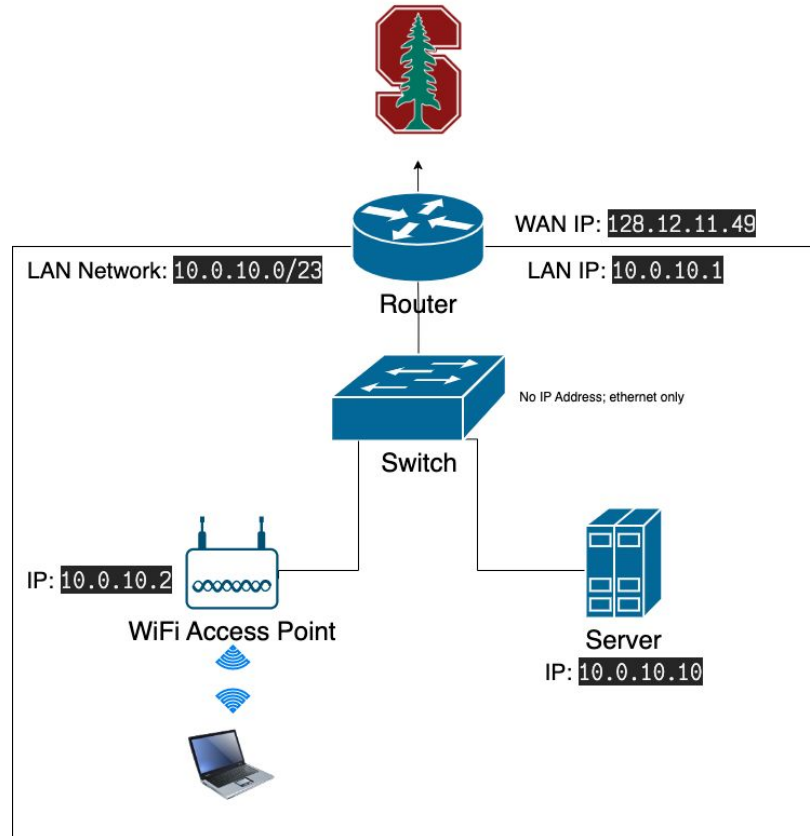 S
WAN IP: 128.12.11.49
LAN Network: 10.0.10.0/23
LAN IP: 10.0.10.1
Router
No IP Address; ethernet only
Switch
IP: 10.0.10.2
WiFi Access Point
Server
IP: 10.0.10.10